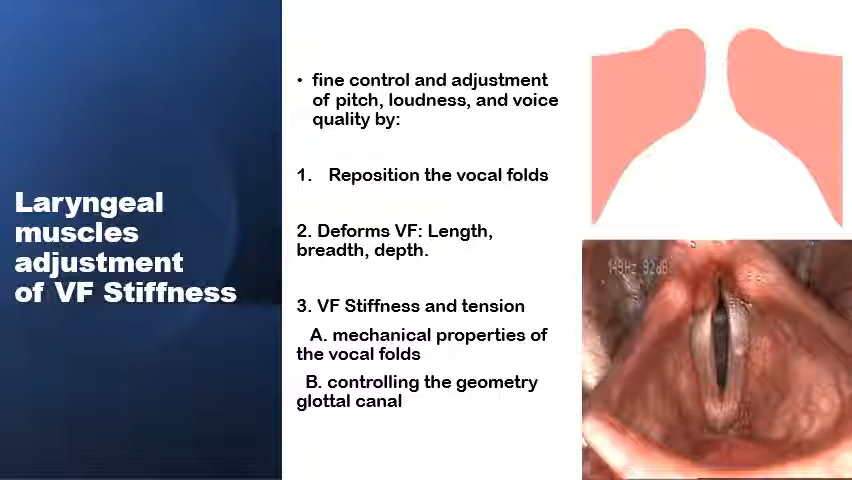 Laryngeal
muscles
adjustment
of VF Stiffness
• fine control and adjustment
of pitch, loudness, and voice
quality by:
1. Reposition the vocal folds
2. Deforms VF: Length,
breadth, depth.
3. VF Stiffness and tension
A. mechanical properties of
the vocal folds
B. controlling the geometry
glottal canal
149Hz 92dB